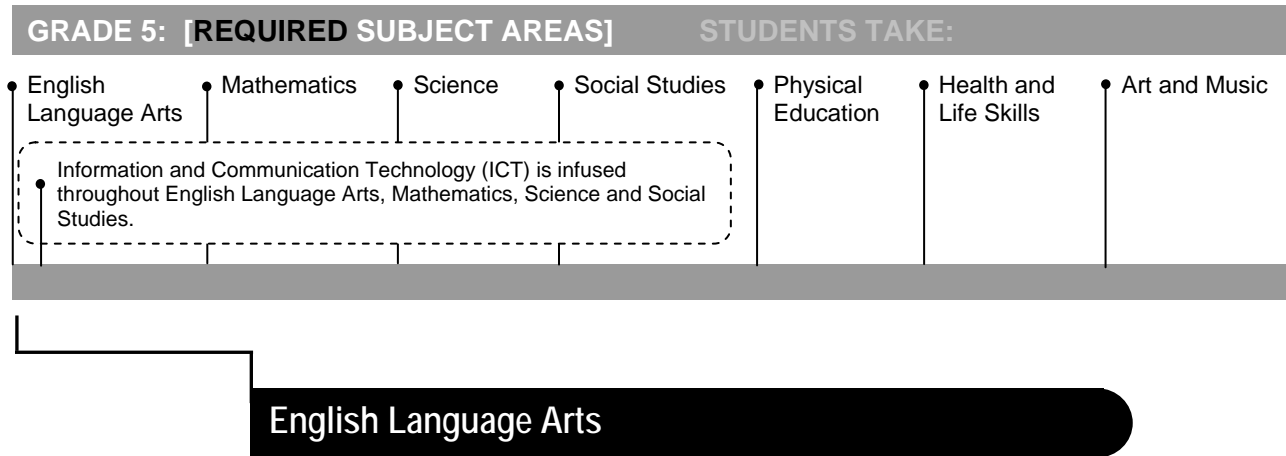 GRADE 5: [REQUIRED SUBJECT AREAS] STUDENTS TAKE:
English
Language Arts
Mathematics
Science
Social Studies
Physical
Education
Health and
Life Skills
Art and Music
Information and Communication Technology (ICT) is infused
throughout English Language Arts, Mathematics, Science and Social
Studies.
English Language Arts